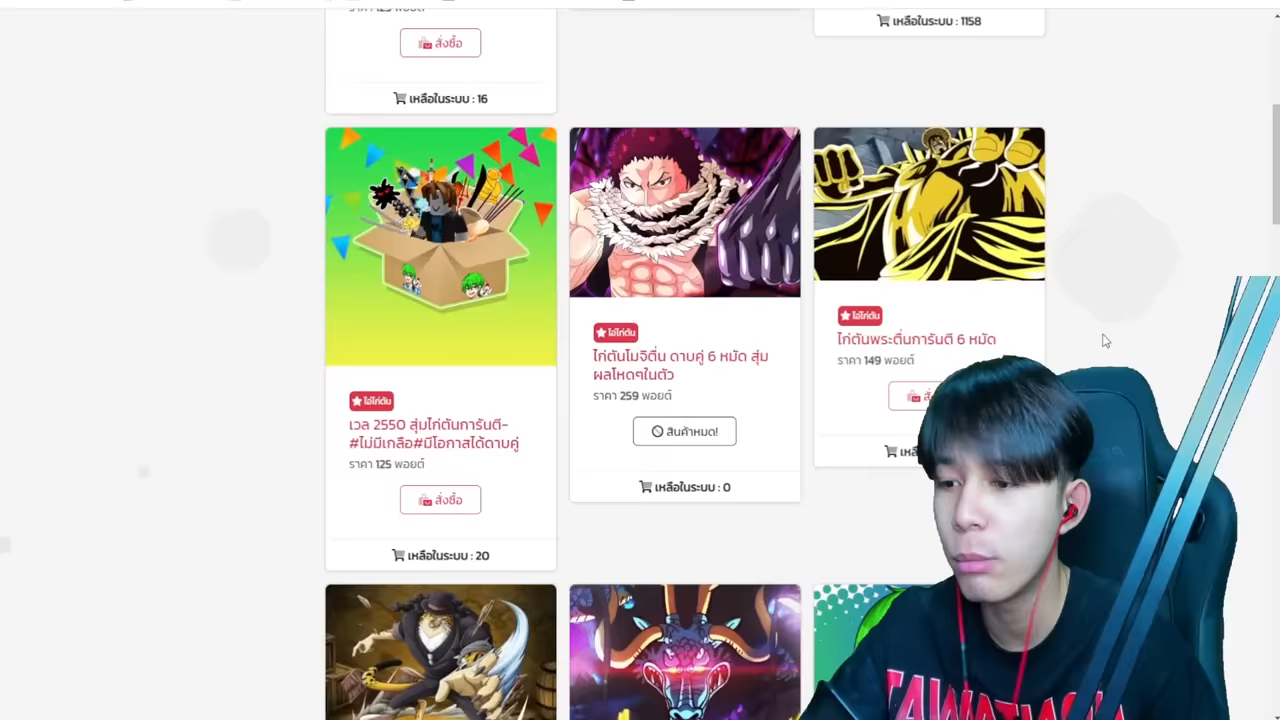 สั่งซื้อ
เหลือในระบบ : 16
เหลือในระบบ : 1158
ไอ้ไก่ตัน
เวล 2550 สุ่มไก่ตันการันตี-
#ไม่มีเกลือ#มีโอกาสได้ดาบคู่
ราคา 125 พอยต์
สั่งซื้อ
เหลือในระบบ : 20
ไอ้ไก่ตัน
ไก่ตันโมจิตื่น ดาบคู่ 6 หมัด สุ่ม
ผลโหดๆในตัว
ราคา 259 พอยต์
สินค้าหมด!
เหลือในระบบ : 0
ไอ้ไก่ตัน
ไก่ตันพระตื่นการันตี 6 หมัด
ราคา 149 พอยต์